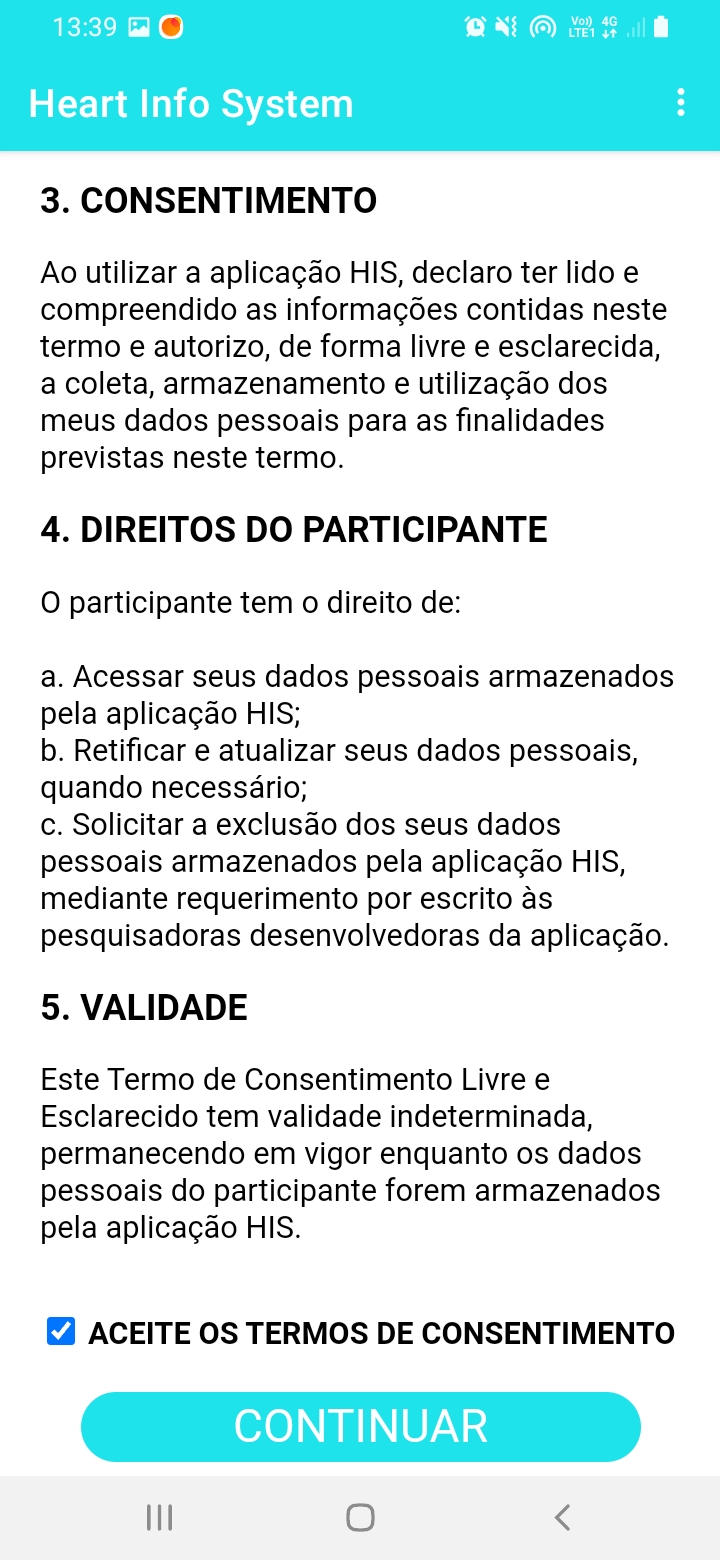 13:39
Vo)) 4G
LTE1
Heart Info System
3. CONSENTIMENTO
Ao utilizar a aplicação HIS, declaro ter lido e
compreendido as informações contidas neste
termo e autorizo, de forma livre e esclarecida,
a coleta, armazenamento e utilização dos
meus dados pessoais para as finalidades
previstas neste termo.
4. DIREITOS DO PARTICIPANTE
O participante tem o direito de:
a. Acessar seus dados pessoais armazenados
pela aplicação HIS;
b. Retificar e atualizar seus dados pessoais,
quando necessário;
c. Solicitar a exclusão dos seus dados
pessoais armazenados pela aplicação HIS,
mediante requerimento por escrito às
pesquisadoras desenvolvedoras da aplicação.
5. VALIDADE
Este Termo de Consentimento Livre e
Esclarecido tem validade indeterminada,
permanecendo em vigor enquanto os dados
pessoais do participante forem armazenados
pela aplicação HIS.
ACEITE OS TERMOS DE CONSENTIMENTO
CONTINUAR